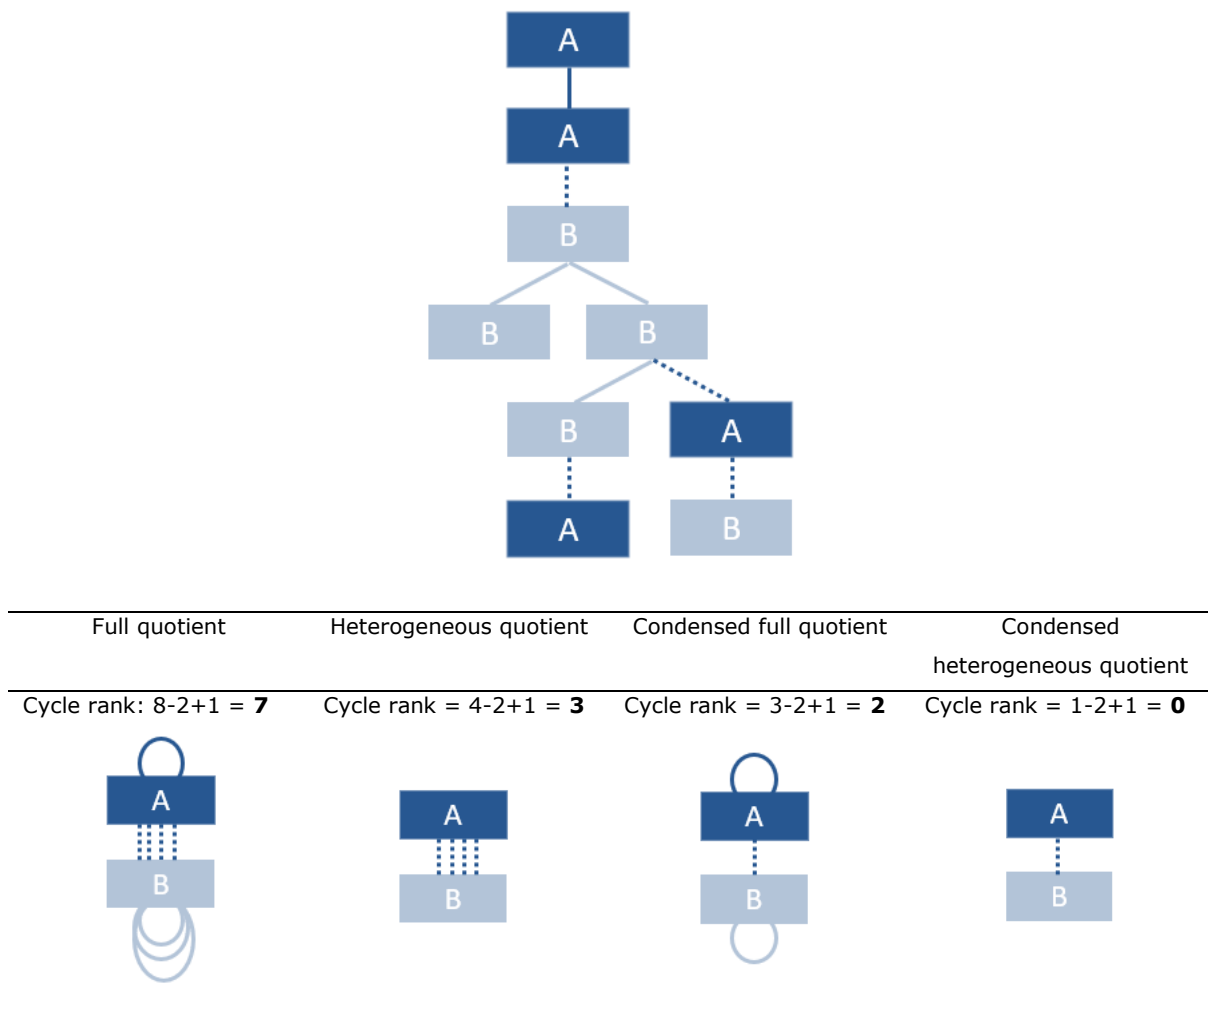 A
A
B
B B
B A
A B
Full quotient Heterogeneous quotient Condensed full quotient Condensed
heterogeneous quotient
Cycle rank: 8-2+1 = 7 Cycle rank = 4-2+1 = 3 Cycle rank = 3-2+1 = 2 Cycle rank = 1-2+1 = 0
A A A A
B B B B